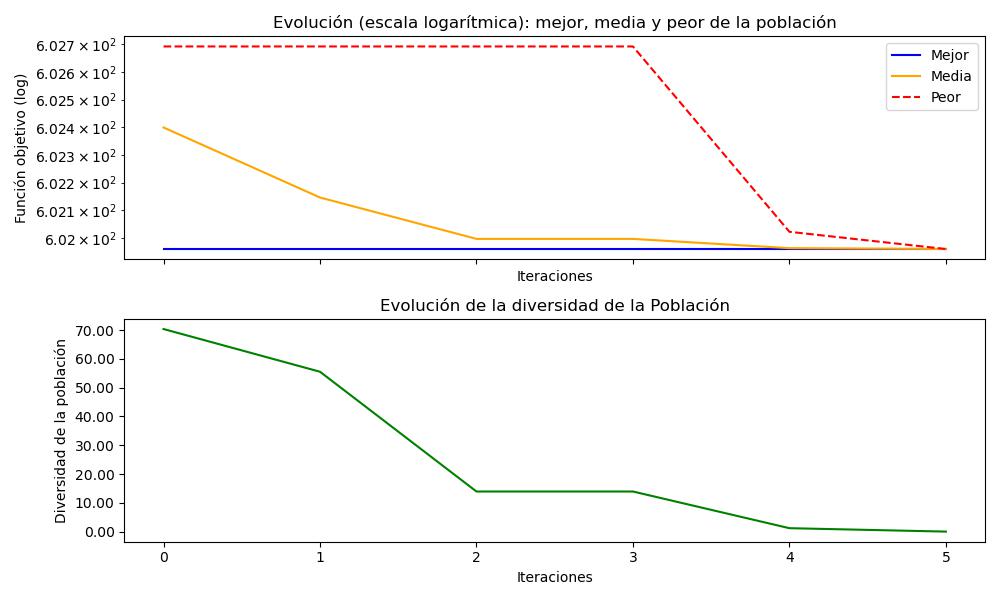 Evolución (escala logarítmica): mejor, media y peor de la población
Función objetivo (log)
6.027 × 10²
6.026 × 10²
6.025 × 10²
6.024 × 10²
6.023 × 10²
6.022 × 10²
6.021 × 10²
6.02 × 10²
Mejor
Media
Peor
Iteraciones
Evolución de la diversidad de la Población
Diversidad de la población
70.00
60.00
50.00
40.00
30.00
20.00
10.00
0.00
0 1 2 3 4 5
Iteraciones